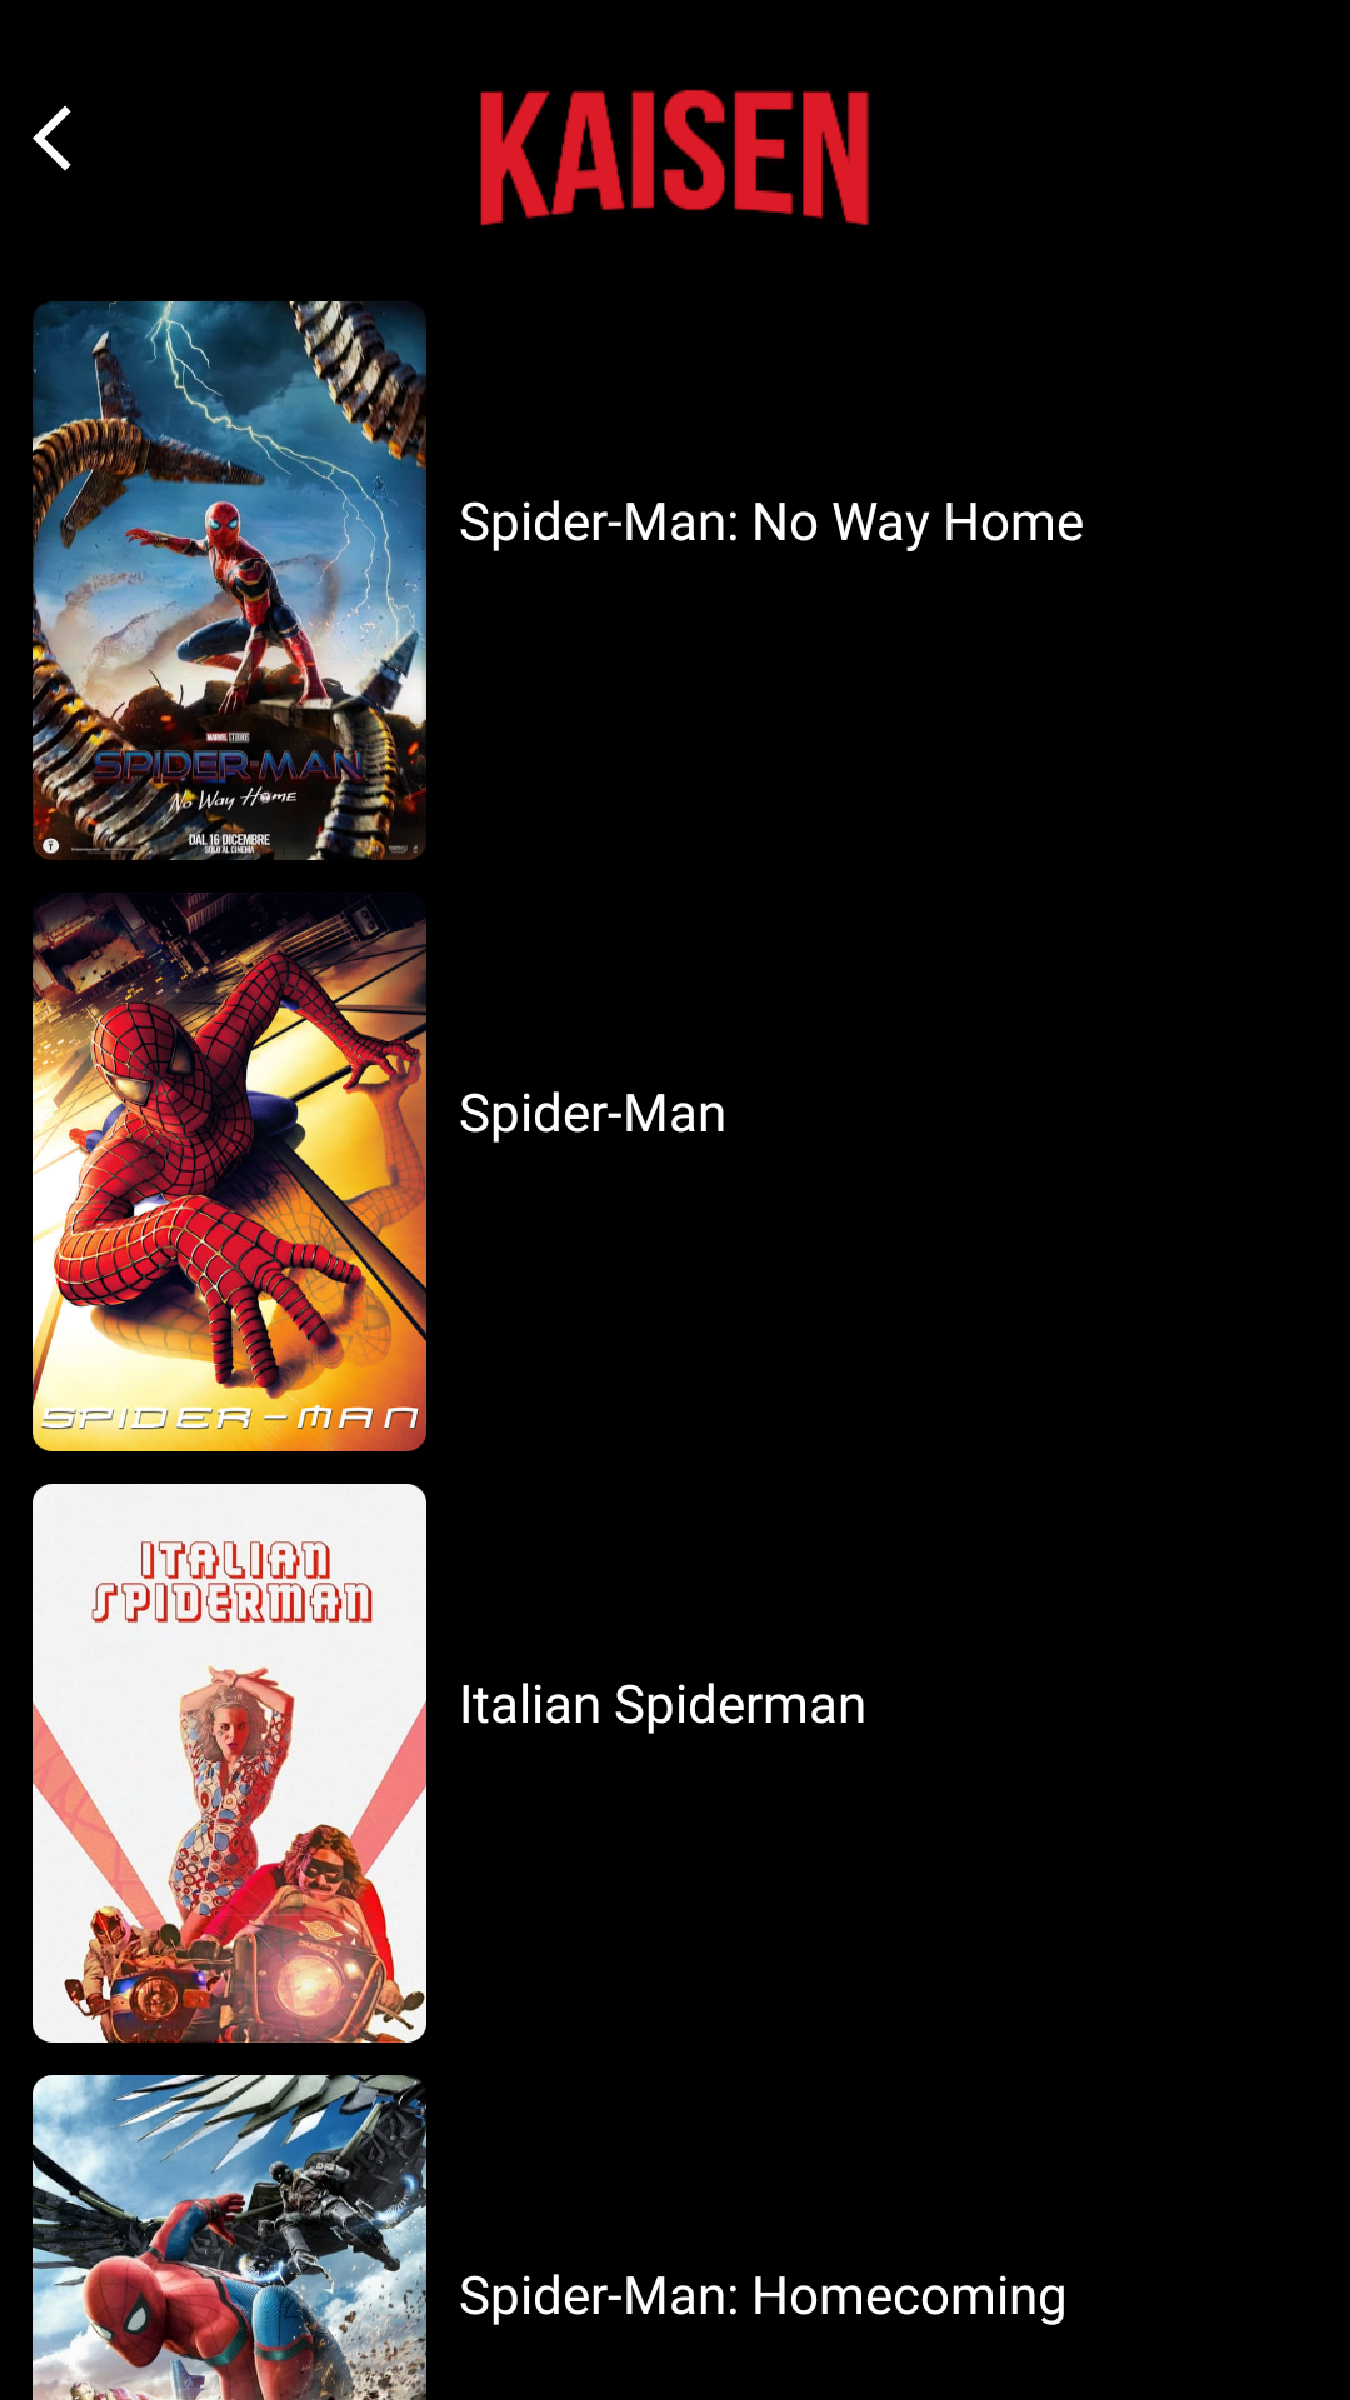 KAISEN
MARVEL STUDIOS
SPIDER-MAN
No Way Home
DAL 16 DICEMBRE
SOLO AL CINEMA
Spider-Man: No Way Home
SPIDER-MAN
Spider-Man
ITALIAN
SPIDERMAN
Italian Spiderman
Spider-Man: Homecoming